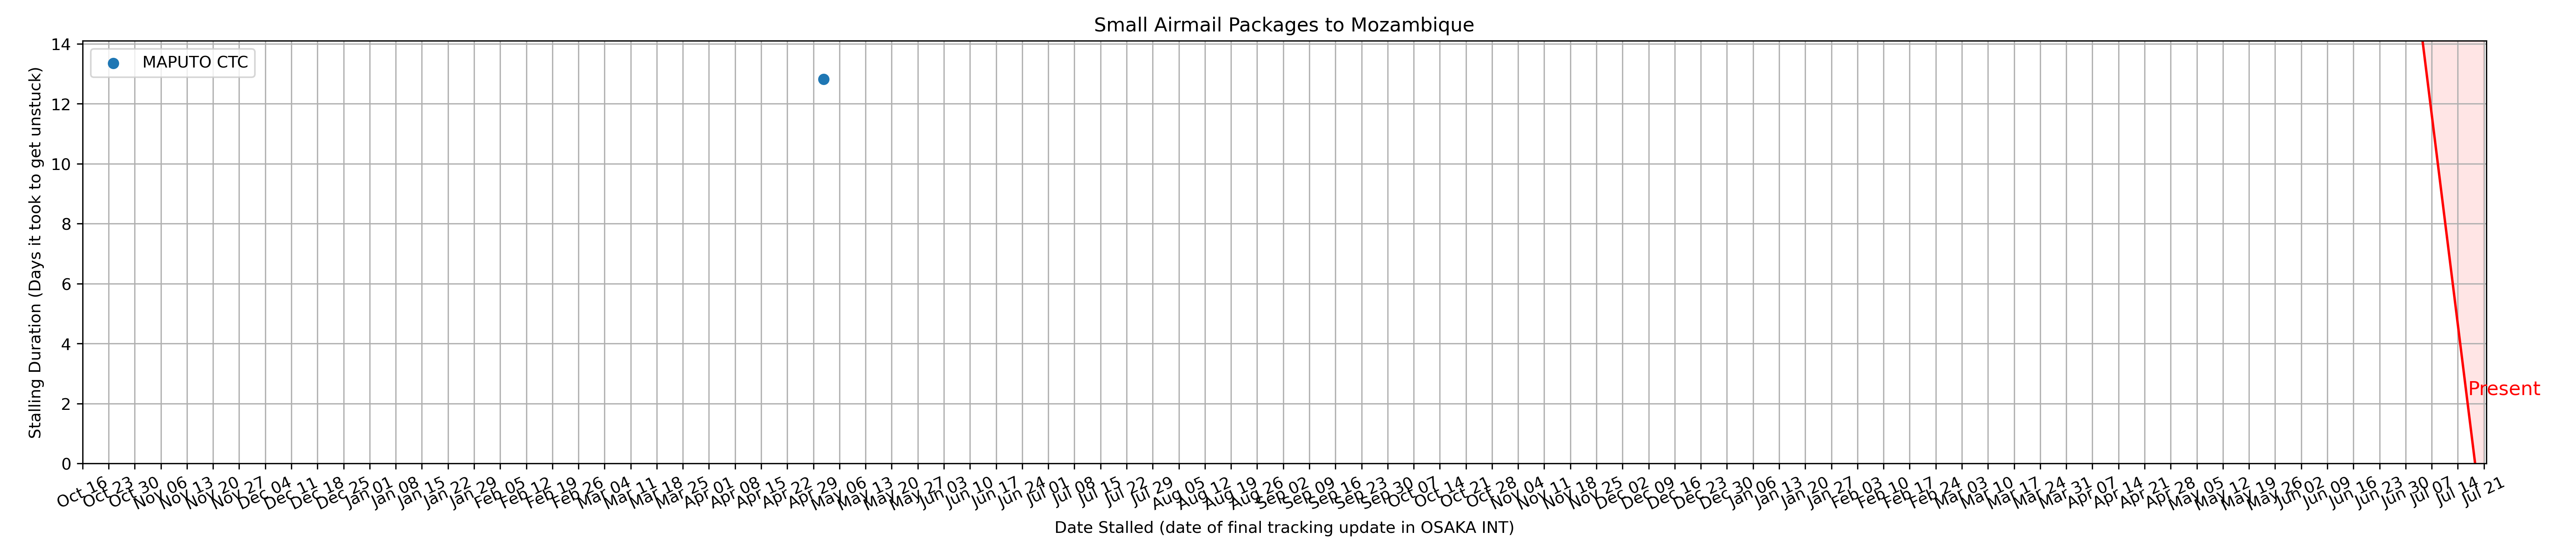 Small Airmail Packages to Mozambique
MAPUTO CTC
Stalling Duration (Days it took to get unstuck)
14
12
10
8
6
4
2
0
Present
Oct 16 Oct 23 Oct 30 Nov 06 Nov 13 Nov 20 Nov 27 Dec 04 Dec 11 Dec 18 Dec 25 Jan 01 Jan 08 Jan 15 Jan 22 Jan 29 Feb 05 Feb 12 Feb 19 Feb 26 Mar 04 Mar 11 Mar 18 Mar 25 Apr 01 Apr 08 Apr 15 Apr 22 Apr 29 May 06 May 13 May 20 May 27 Jun 03 Jun 10 Jun 17 Jun 24 Jul 01 Jul 08 Jul 15 Jul 22 Jul 29 Aug 05 Aug 12 Aug 19 Aug 26 Sep 02 Sep 09 Sep 16 Sep 23 Sep 30 Oct 07 Oct 14 Oct 21 Oct 28 Nov 04 Nov 11 Nov 18 Nov 25 Dec 02 Dec 09 Dec 16 Dec 23 Dec 30 Jan 06 Jan 13 Jan 20 Jan 27 Feb 03 Feb 10 Feb 17 Feb 24 Mar 03 Mar 10 Mar 17 Mar 24 Mar 31 Apr 07 Apr 14 Apr 21 Apr 28 May 05 May 12 May 19 May 26 Jun 02 Jun 09 Jun 16 Jun 23 Jun 30 Jul 07 Jul 14 Jul 21
Date Stalled (date of final tracking update in OSAKA INT)